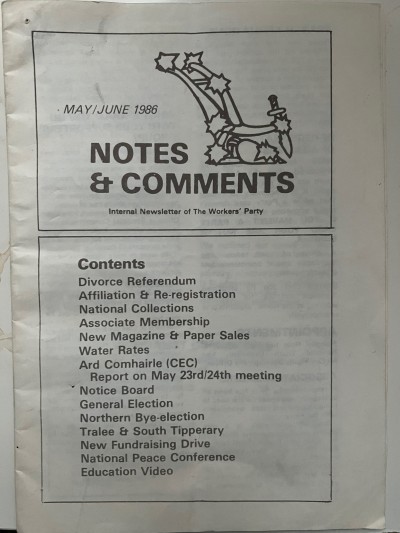 MAY/JUNE 1986
NOTES
& COMMENTS
Internal Newsletter of The Workers' Party
Contents
Divorce Referendum
Affiliation & Re-registration
National Collections
Associate Membership
New Magazine & Paper Sales
Water Rates
Ard Comhairle (CEC)
Report on May 23rd/24th meeting
Notice Board
General Election
Northern Bye-election
Tralee & South Tipperary
New Fundraising Drive
National Peace Conference
Education Video